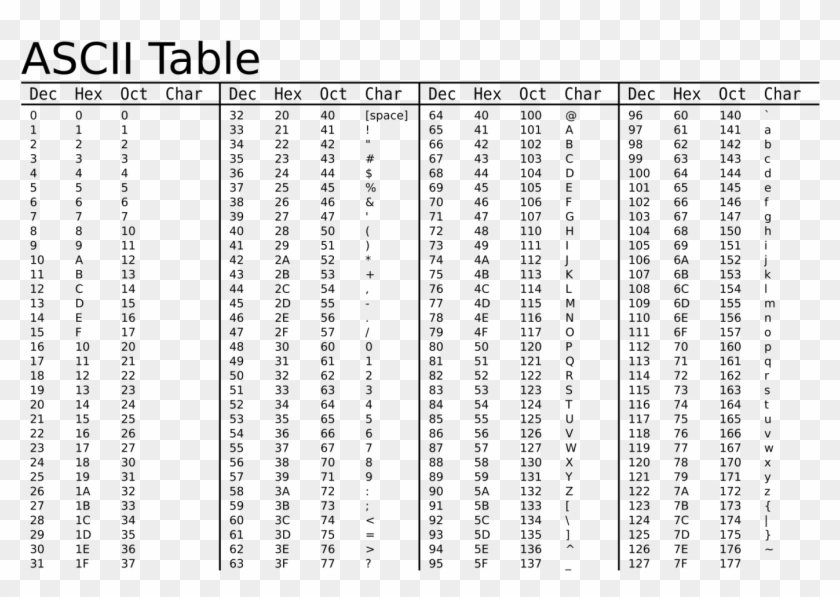 ASCII Table
Dec Hex Oct Char Dec Hex Oct Char Dec Hex Oct Char Dec Hex Oct Char
0 0 0 32 20 40 [space] 64 40 100 @ 96 60 140 `
1 1 1 33 21 41 ! 65 41 101 A 97 61 141 a
2 2 2 34 22 42 " 66 42 102 B 98 62 142 b
3 3 3 35 23 43 # 67 43 103 C 99 63 143 c
4 4 4 36 24 44 $ 68 44 104 D 100 64 144 d
5 5 5 37 25 45 % 69 45 105 E 101 65 145 e
6 6 6 38 26 46 & 70 46 106 F 102 66 146 f
7 7 7 39 27 47 ' 71 47 107 G 103 67 147 g
8 8 10 40 28 50 ( 72 48 110 H 104 68 150 h
9 9 11 41 29 51 ) 73 49 111 I 105 69 151 i
10 A 12 42 2A 52 * 74 4A 112 J 106 6A 152 j
11 B 13 43 2B 53 + 75 4B 113 K 107 6B 153 k
12 C 14 44 2C 54 , 76 4C 114 L 108 6C 154 l
13 D 15 45 2D 55 - 77 4D 115 M 109 6D 155 m
14 E 16 46 2E 56 . 78 4E 116 N 110 6E 156 n
15 F 17 47 2F 57 / 79 4F 117 O 111 6F 157 o
16 10 20 48 30 60 0 80 50 120 P 112 70 160 p
17 11 21 49 31 61 1 81 51 121 Q 113 71 161 q
18 12 22 50 32 62 2 82 52 122 R 114 72 162 r
19 13 23 51 33 63 3 83 53 123 S 115 73 163 s
20 14 24 52 34 64 4 84 54 124 T 116 74 164 t
21 15 25 53 35 65 5 85 55 125 U 117 75 165 u
22 16 26 54 36 66 6 86 56 126 V 118 76 166 v
23 17 27 55 37 67 7 87 57 127 W 119 77 167 w
24 18 30 56 38 70 8 88 58 130 X 120 78 170 x
25 19 31 57 39 71 9 89 59 131 Y 121 79 171 y
26 1A 32 58 3A 72 : 90 5A 132 Z 122 7A 172 z
27 1B 33 59 3B 73 ; 91 5B 133 [ 123 7B 173 {
28 1C 34 60 3C 74 < 92 5C 134 \ 124 7C 174 |
29 1D 35 61 3D 75 = 93 5D 135 ] 125 7D 175 }
30 1E 36 62 3E 76 > 94 5E 136 ^ 126 7E 176 ~
31 1F 37 63 3F 77 ? 95 5F 137 _ 127 7F 177